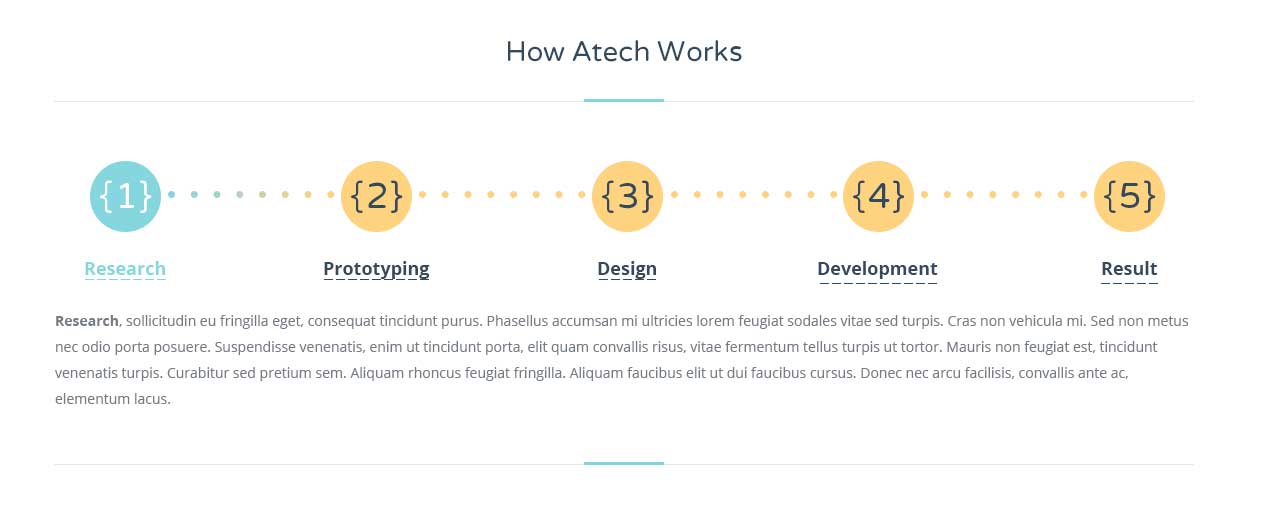 How Atech Works
{1} {2} {3} {4} {5}
Research Prototyping Design Development Result
Research, sollicitudin eu fringilla eget, consequat tincidunt purus. Phasellus accumsan mi ultricies lorem feugiat sodales vitae sed turpis. Cras non vehicula mi. Sed non metus
nec odio porta posuere. Suspendisse venenatis, enim ut tincidunt porta, elit quam convallis risus, vitae fermentum tellus turpis ut tortor. Mauris non feugiat est, tincidunt
venenatis turpis. Curabitur sed pretium sem. Aliquam rhoncus feugiat fringilla. Aliquam faucibus elit ut dui faucibus cursus. Donec nec arcu facilisis, convallis ante ac,
elementum lacus.